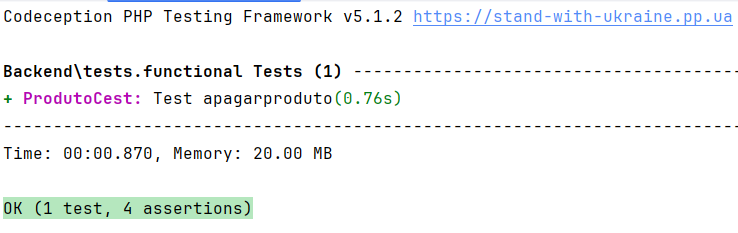 Codeception PHP Testing Framework v5.1.2 https://stand-with-ukraine.pp.ua
Backend\tests.functional Tests (1) ---------------------------------------
+ ProdutoCest: Test apagarproduto(0.76s)
--------------------------------------------------------------------------
Time: 00:00.870, Memory: 20.00 MB
OK (1 test, 4 assertions)